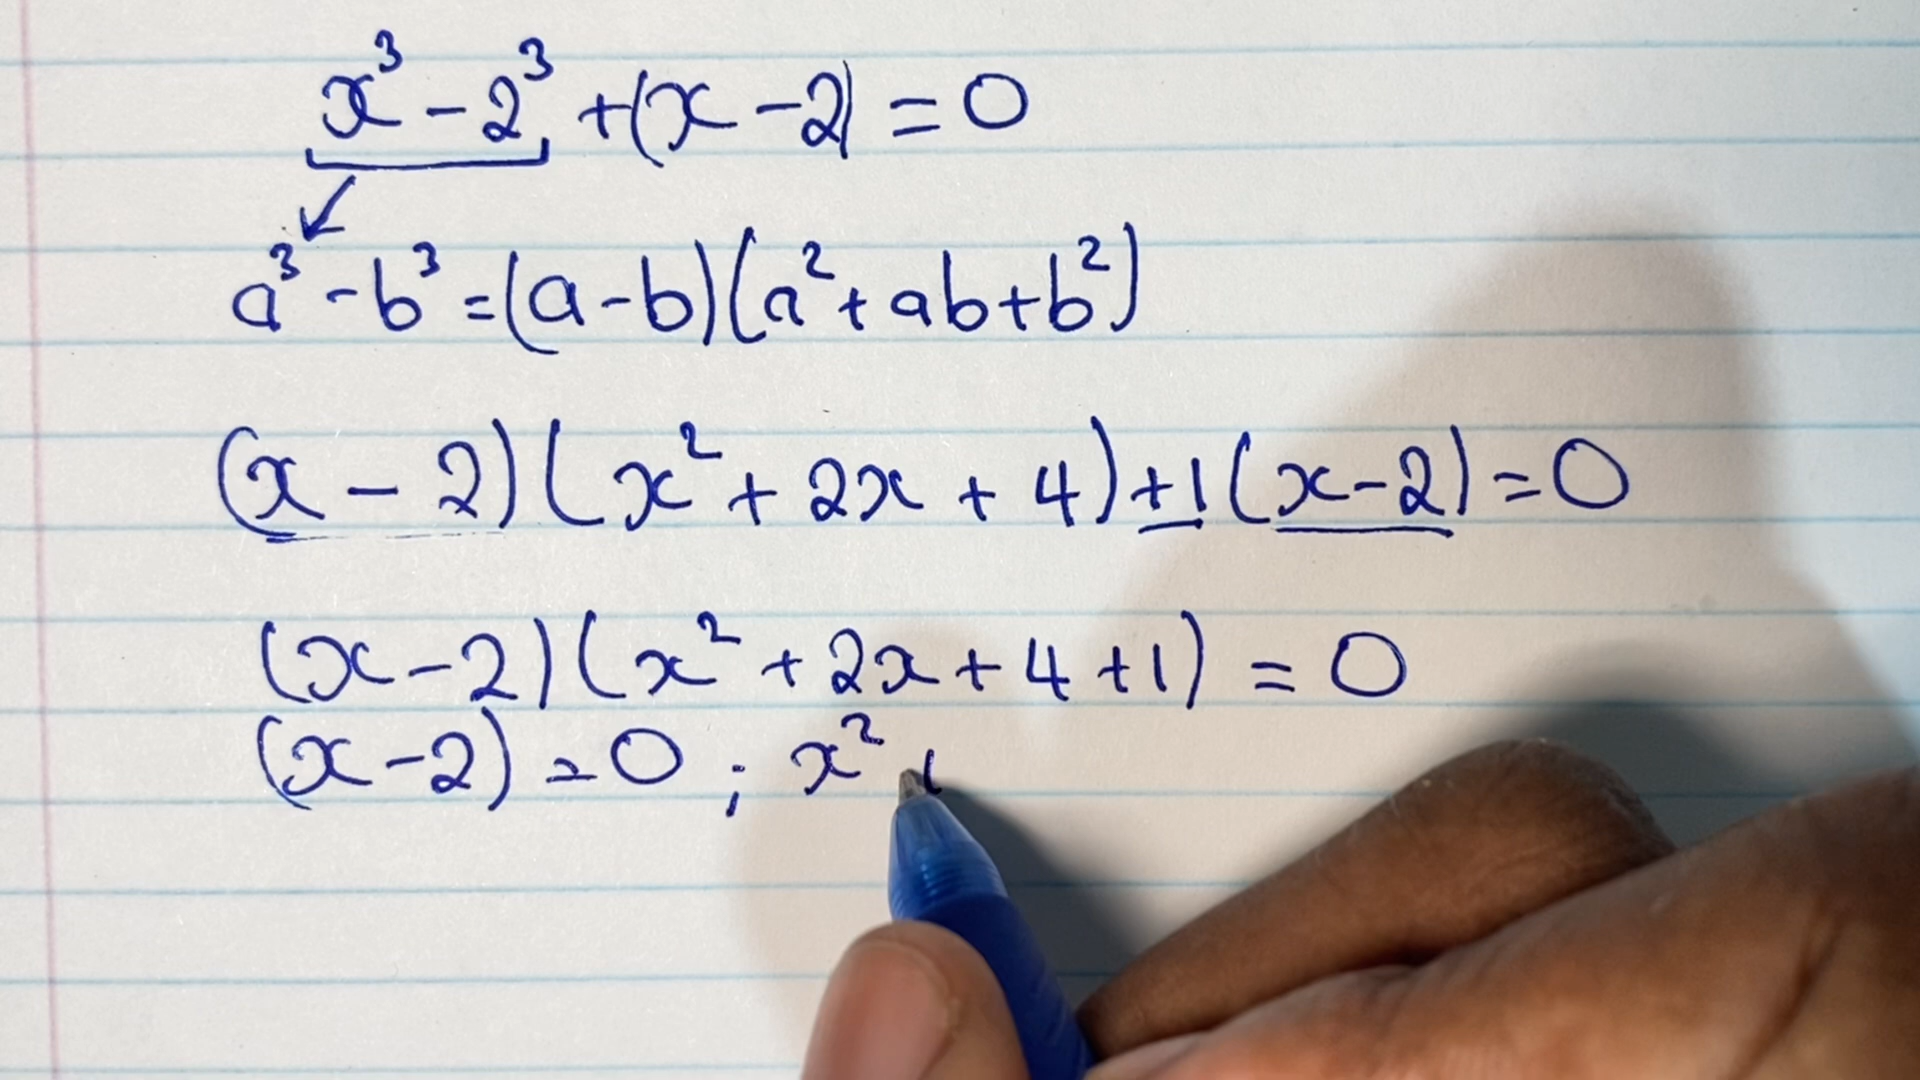 x³ - 2³ + (x - 2) = 0
a³ - b³ = (a - b)(a² + ab + b²)
(x - 2)(x² + 2x + 4) + 1(x - 2) = 0
(x - 2)(x² + 2x + 4 + 1) = 0
(x - 2) = 0 ; x²